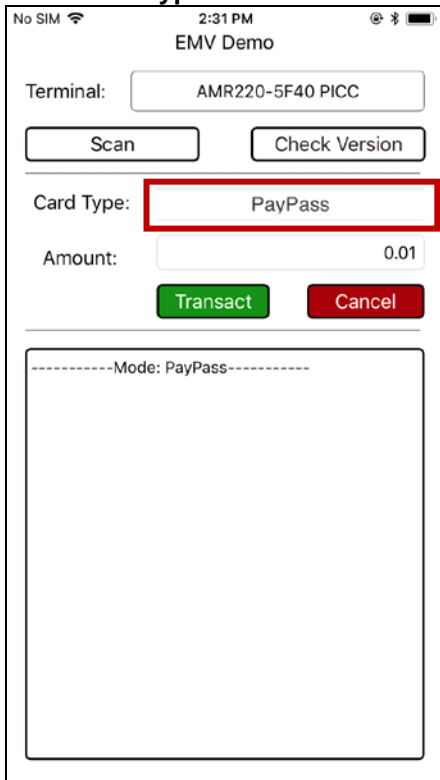 No SIM 2:31 PM
EMV Demo
Terminal: AMR220-5F40 PICC
Scan Check Version
Card Type: PayPass
Amount: 0.01
Transact Cancel
-----------Mode: PayPass-----------